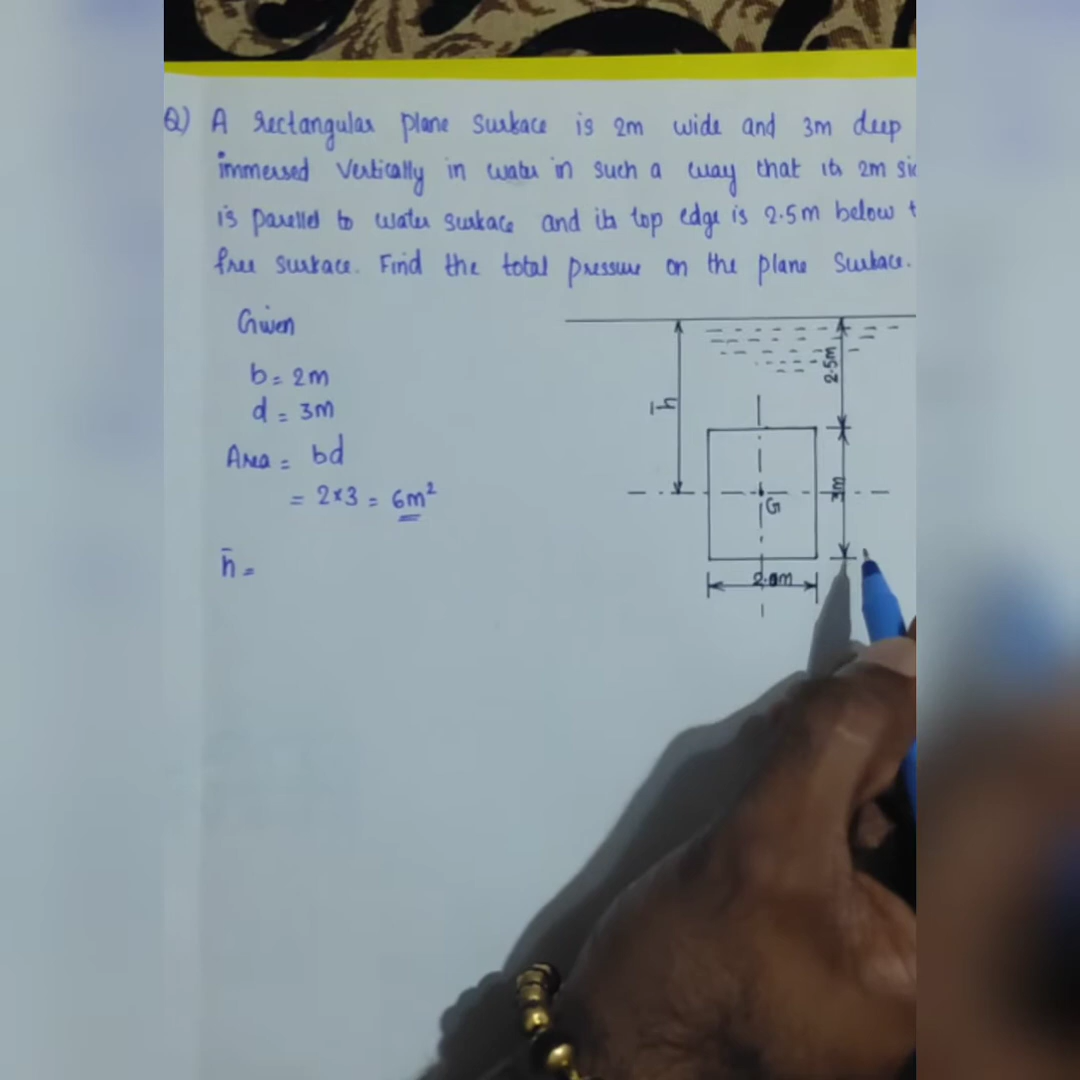 Q) A rectangular plane surface is 2m wide and 3m deep
immersed vertically in water in such a way that its 2m
is parellel to water surface and its top edge is 2.5m below
free surface. Find the total pressure on the plane surface.
Given
b = 2m
d = 3m
Area = bd
= 2×3 = 6m²
h̄ =
h̄
2.5m
3m
G
2.0m